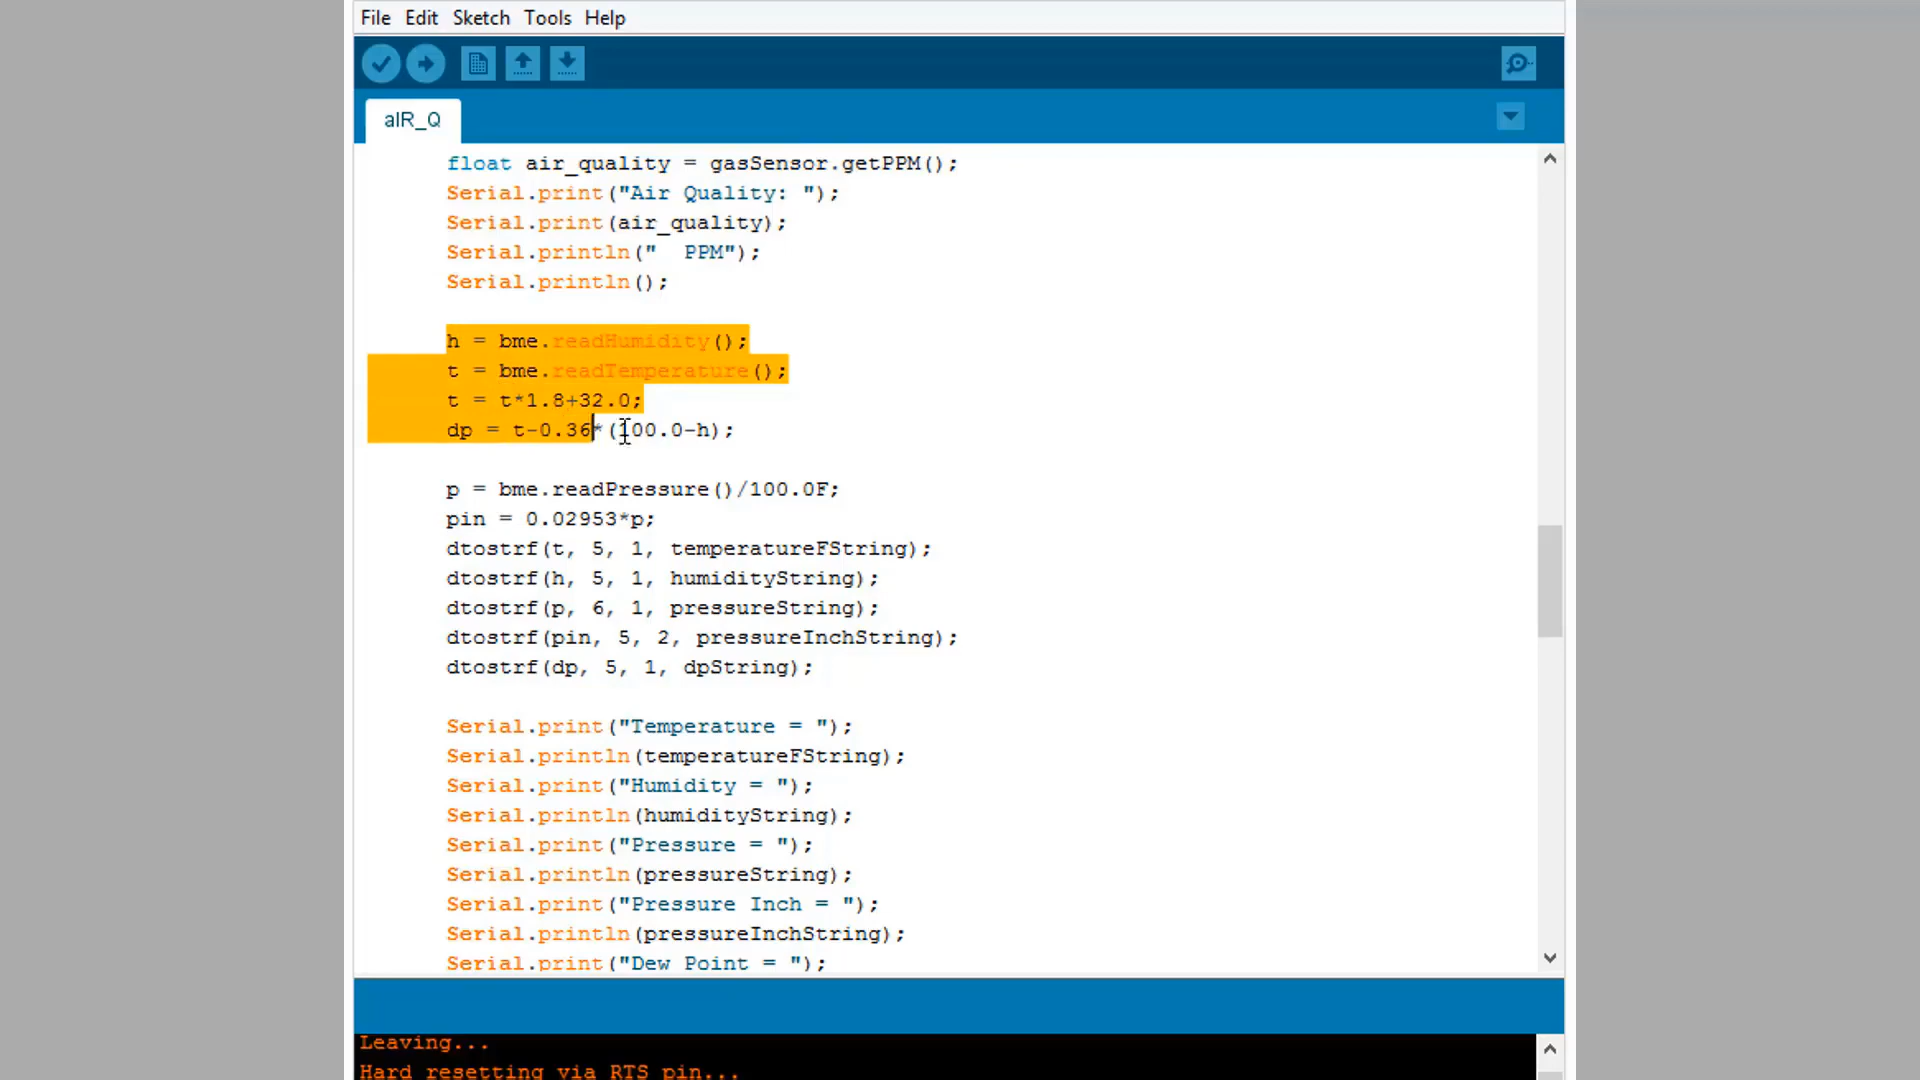 File Edit Sketch Tools Help
aIR_Q
float air_quality = gasSensor.getPPM();
Serial.print("Air Quality: ");
Serial.print(air_quality);
Serial.println("  PPM");
Serial.println();
h = bme.readHumidity();
t = bme.readTemperature();
t = t*1.8+32.0;
dp = t-0.36*(100.0-h);
p = bme.readPressure()/100.0F;
pin = 0.02953*p;
dtostrf(t, 5, 1, temperatureFString);
dtostrf(h, 5, 1, humidityString);
dtostrf(p, 6, 1, pressureString);
dtostrf(pin, 5, 2, pressureInchString);
dtostrf(dp, 5, 1, dpString);
Serial.print("Temperature = ");
Serial.println(temperatureFString);
Serial.print("Humidity = ");
Serial.println(humidityString);
Serial.print("Pressure = ");
Serial.println(pressureString);
Serial.print("Pressure Inch = ");
Serial.println(pressureInchString);
Serial.print("Dew Point = ");
Leaving...
Hard resetting via RTS pin...